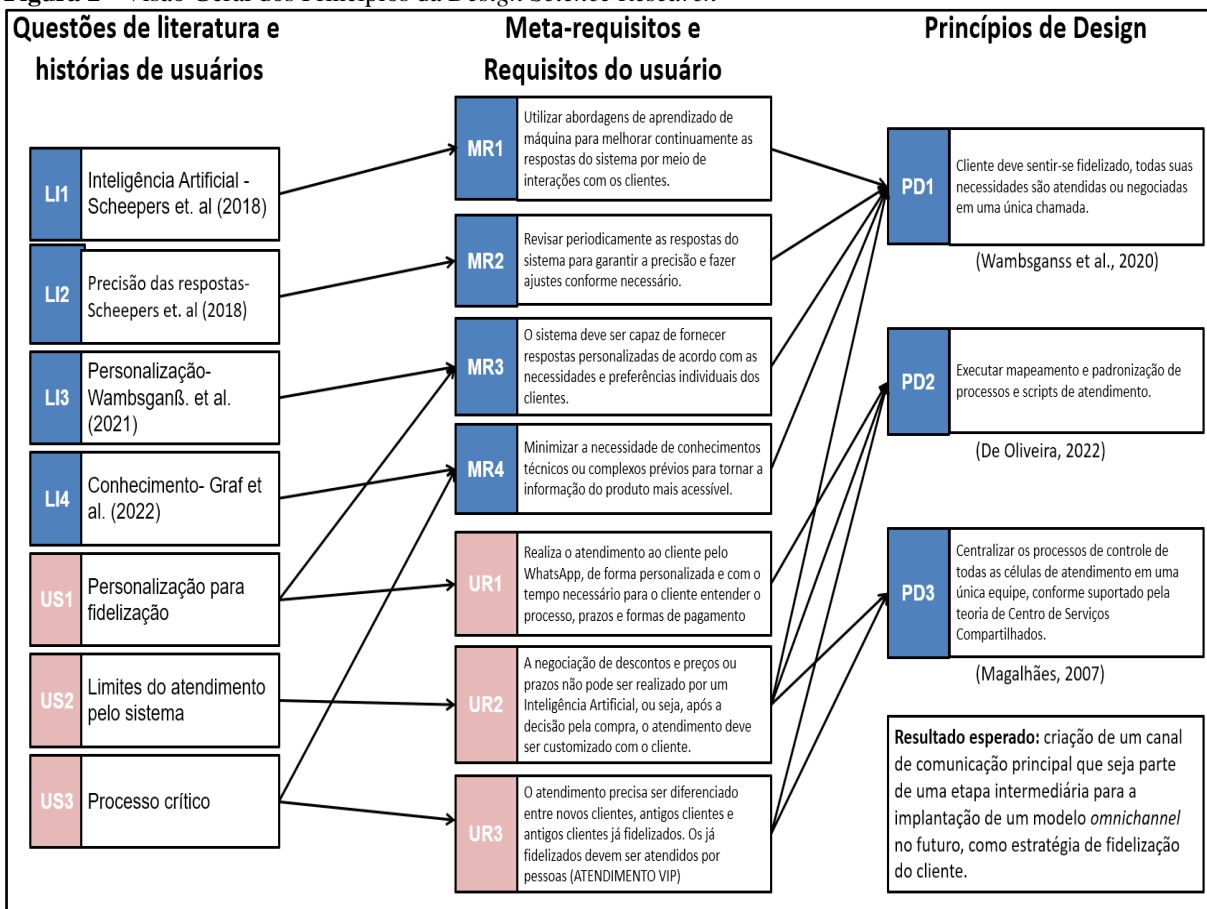 Figura 2 – Visão Geral dos Princípios da Design Science Research
Questões de literatura e
histórias de usuários
LI1
Inteligência Artificial -
Scheepers et. al (2018)
LI2
Precisão das respostas-
Scheepers et. al (2018)
LI3
Personalização-
Wambsganß. et al.
(2021)
LI4
Conhecimento- Graf et
al. (2022)
US1
Personalização para
fidelização
US2
Limites do atendimento
pelo sistema
US3
Processo crítico
Meta-requisitos e
Requisitos do usuário
MR1
Utilizar abordagens de aprendizado de
máquina para melhorar continuamente as
respostas do sistema por meio de
interações com os clientes.
MR2
Revisar periodicamente as respostas do
sistema para garantir a precisão e fazer
ajustes conforme necessário.
MR3
O sistema deve ser capaz de fornecer
respostas personalizadas de acordo com as
necessidades e preferências individuais dos
clientes.
MR4
Minimizar a necessidade de conhecimentos
técnicos ou complexos prévios para tornar a
informação do produto mais acessível.
UR1
Realiza o atendimento ao cliente pelo
WhatsApp, de forma personalizada e com o
tempo necessário para o cliente entender o
processo, prazos e formas de pagamento
UR2
A negociação de descontos e preços ou
prazos não pode ser realizado por um
Inteligência Artificial, ou seja, após a
decisão pela compra, o atendimento deve
ser customizado com o cliente.
UR3
O atendimento precisa ser diferenciado
entre novos clientes, antigos clientes e
antigos clientes já fidelizados. Os já
fidelizados devem ser atendidos por
pessoas (ATENDIMENTO VIP)
Princípios de Design
PD1
Cliente deve sentir-se fidelizado, todas suas
necessidades são atendidas ou negociadas
em uma única chamada.
(Wambsganss et al., 2020)
PD2
Executar mapeamento e padronização de
processos e scripts de atendimento.
(De Oliveira, 2022)
PD3
Centralizar os processos de controle de
todas as células de atendimento em uma
única equipe, conforme suportado pela
teoria de Centro de Serviços
Compartilhados.
(Magalhães, 2007)
Resultado esperado: criação de um canal
de comunicação principal que seja parte
de uma etapa intermediária para a
implantação de um modelo omnichannel
no futuro, como estratégia de fidelização
do cliente.